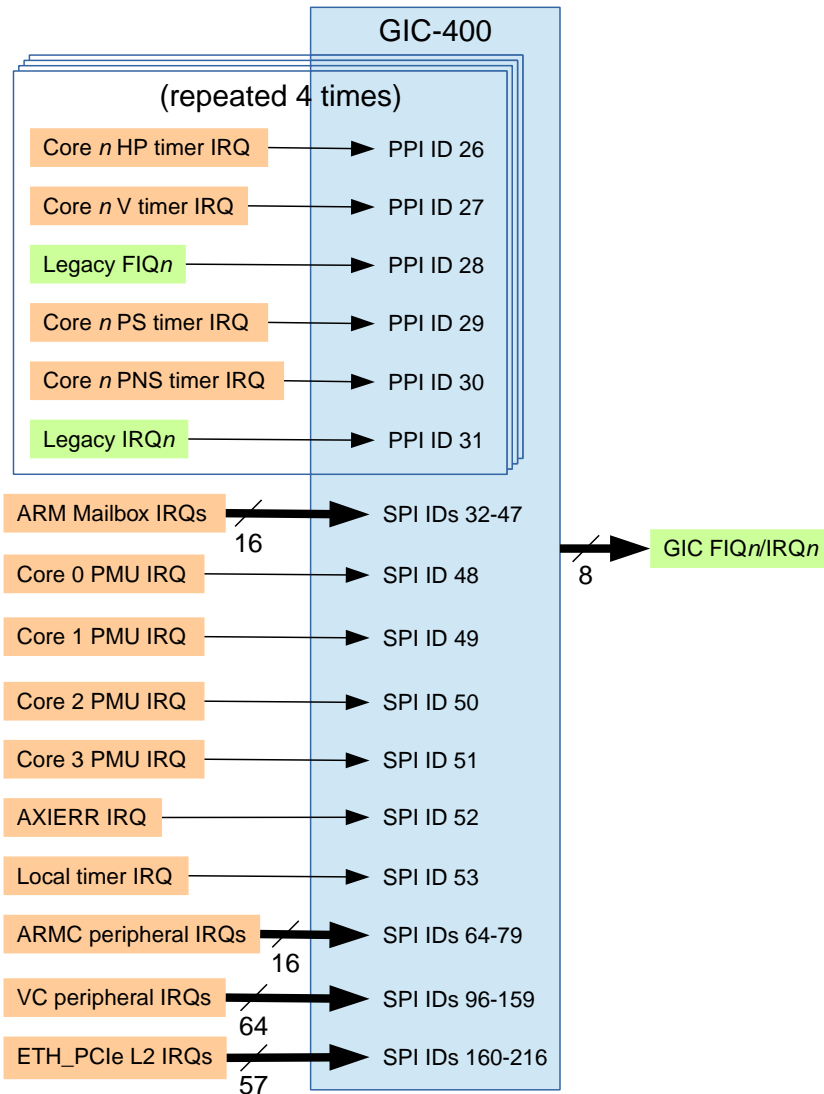 GIC-400
(repeated 4 times)
Core n HP timer IRQ PPI ID 26
Core n V timer IRQ PPI ID 27
Legacy FIQn PPI ID 28
Core n PS timer IRQ PPI ID 29
Core n PNS timer IRQ PPI ID 30
Legacy IRQn PPI ID 31
ARM Mailbox IRQs 16 SPI IDs 32-47
GIC FIQn/IRQn 8
Core 0 PMU IRQ SPI ID 48
Core 1 PMU IRQ SPI ID 49
Core 2 PMU IRQ SPI ID 50
Core 3 PMU IRQ SPI ID 51
AXIERR IRQ SPI ID 52
Local timer IRQ SPI ID 53
ARMC peripheral IRQs 16 SPI IDs 64-79
VC peripheral IRQs 64 SPI IDs 96-159
ETH_PCIe L2 IRQs 57 SPI IDs 160-216